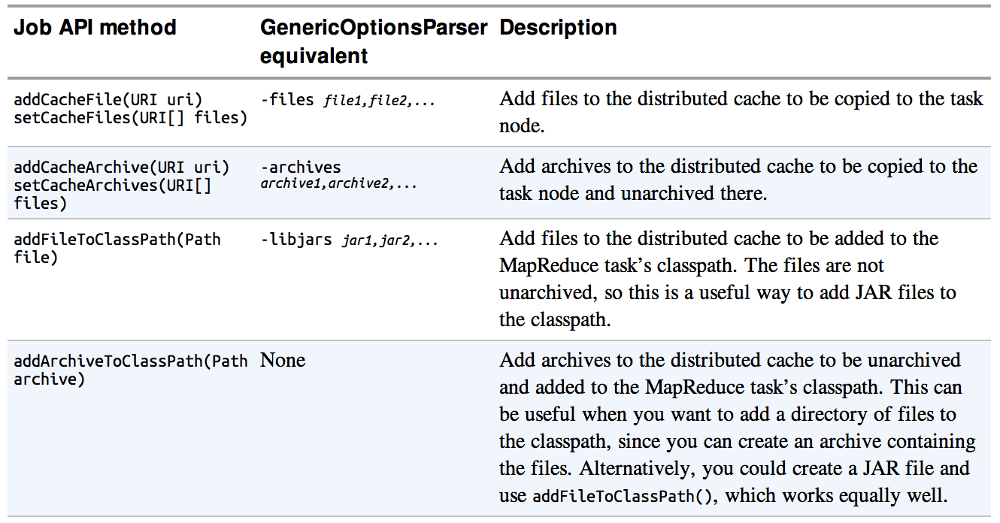 Job API method
GenericOptionsParser
equivalent
Description
addCacheFile(URI uri)
setCacheFiles(URI[] files)
-files file1,file2,...
Add files to the distributed cache to be copied to the task
node.
addCacheArchive(URI uri)
setCacheArchives(URI[]
files)
-archives
archive1,archive2,...
Add archives to the distributed cache to be copied to the
task node and unarchived there.
addFileToClassPath(Path
file)
-libjars jar1,jar2,...
Add files to the distributed cache to be added to the
MapReduce task’s classpath. The files are not
unarchived, so this is a useful way to add JAR files to
the classpath.
addArchiveToClassPath(Path
archive)
None
Add archives to the distributed cache to be unarchived
and added to the MapReduce task’s classpath. This can
be useful when you want to add a directory of files to
the classpath, since you can create an archive containing
the files. Alternatively, you could create a JAR file and
use addFileToClassPath(), which works equally well.